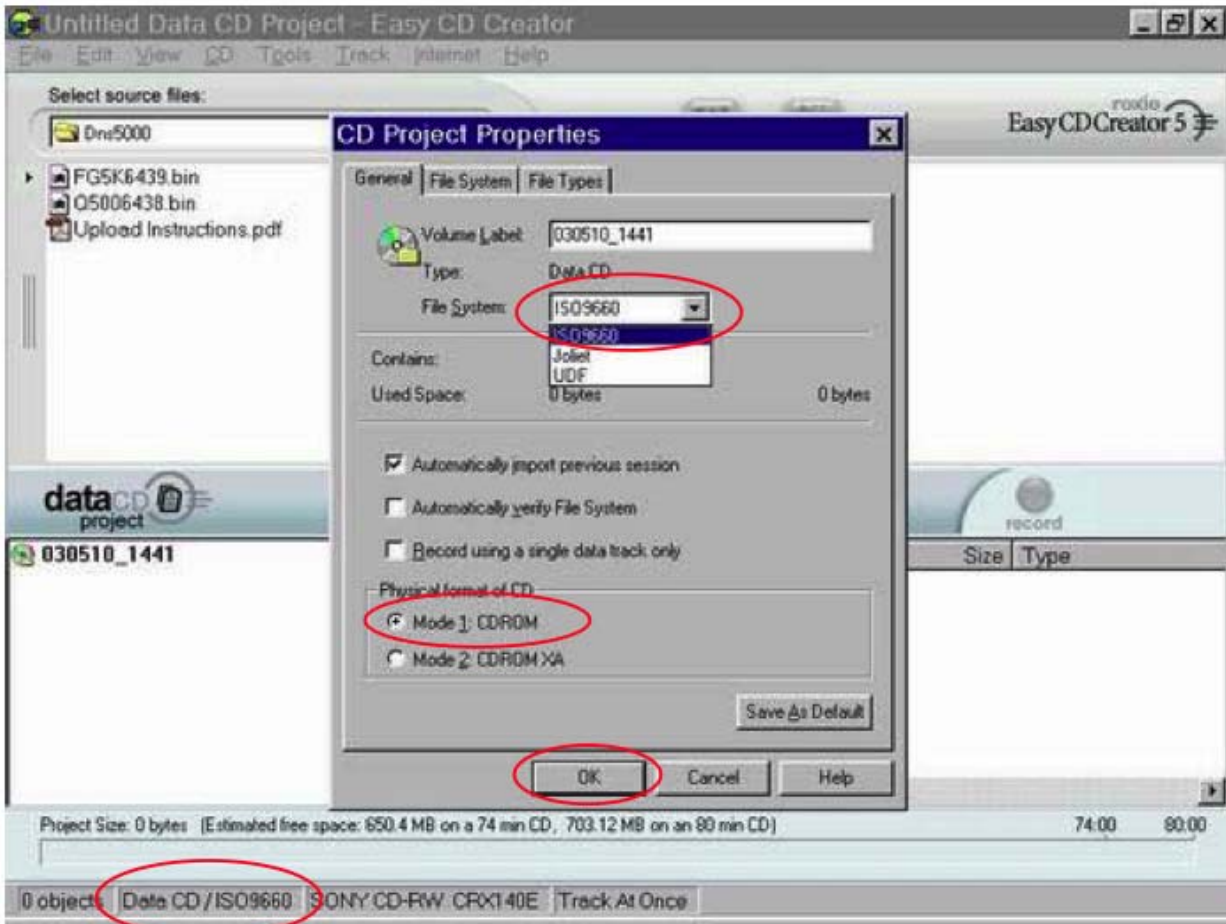 Untitled Data CD Project - Easy CD Creator
File Edit View CD Tools Track Internet Help
Select source files:
Dns5000
roxio
Easy CD Creator 5
FG5K6439.bin
Q5006438.bin
Upload Instructions.pdf
CD Project Properties
General File System File Types
Volume Label: 030510_1441
Type: Data CD
File System: ISO9660
ISO9660
Joliet
UDF
Contains:
Used Space: 0 bytes 0 bytes
Automatically import previous session
Automatically verify File System
Record using a single data track only
Physical format of CD
Mode 1: CDROM
Mode 2: CDROM XA
Save As Default
OK Cancel Help
data CD
project
record
030510_1441
Size Type
Project Size: 0 bytes (Estimated free space: 650.4 MB on a 74 min CD, 703.12 MB on an 80 min CD)
74:00 80:00
0 objects Data CD / ISO9660 SONY CD-RW CRX140E Track At Once